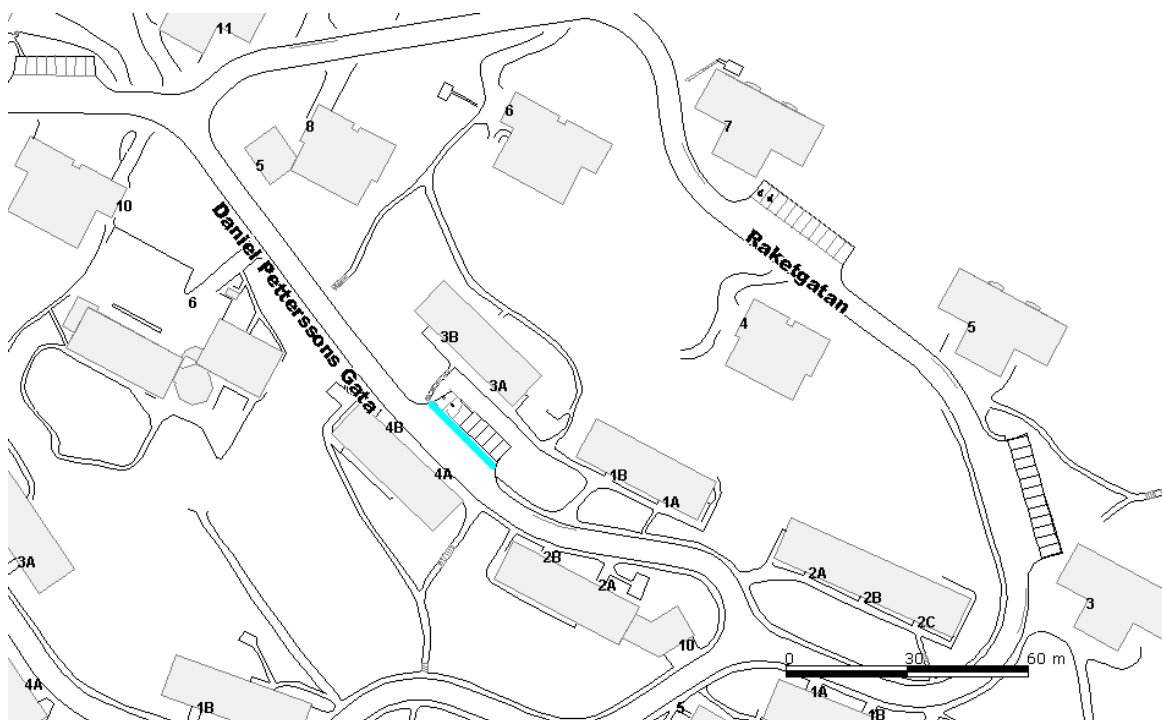 11
7
8
6
5
10
Daniel Petterssons Gata
Raketgatan
6
3B
4
5
3A
4B
4A
1B
1A
2B
2A
3A
2A
2B
2C
3
10
0 30 60 m
4A
1B
5
1A
1B